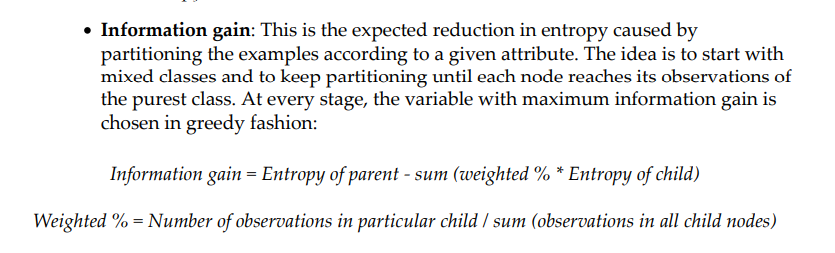 • Information gain: This is the expected reduction in entropy caused by
partitioning the examples according to a given attribute. The idea is to start with
mixed classes and to keep partitioning until each node reaches its observations of
the purest class. At every stage, the variable with maximum information gain is
chosen in greedy fashion:
Information gain = Entropy of parent - sum (weighted % * Entropy of child)
Weighted % = Number of observations in particular child / sum (observations in all child nodes)